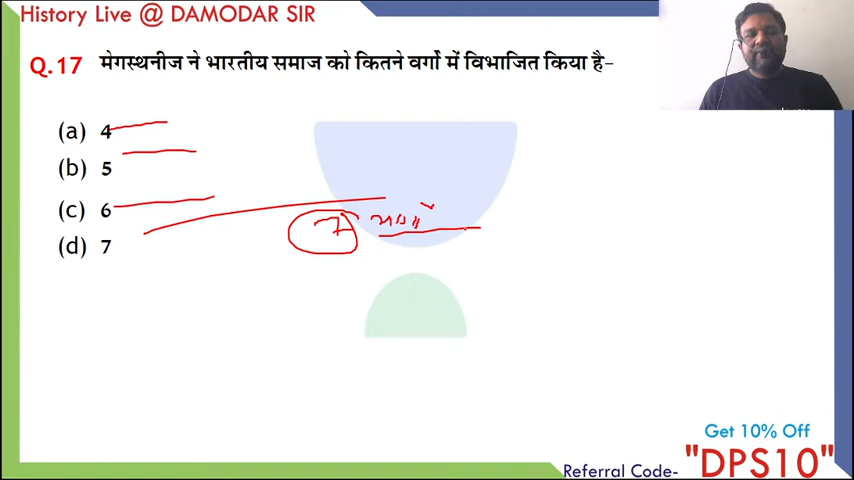 History Live @ DAMODAR SIR
Q.17 मेगस्थनीज ने भारतीय समाज को कितने वर्गों में विभाजित किया है-
(a) 4
(b) 5
(c) 6
(d) 7
7
Get 10% Off
Referral Code- "DPS10"